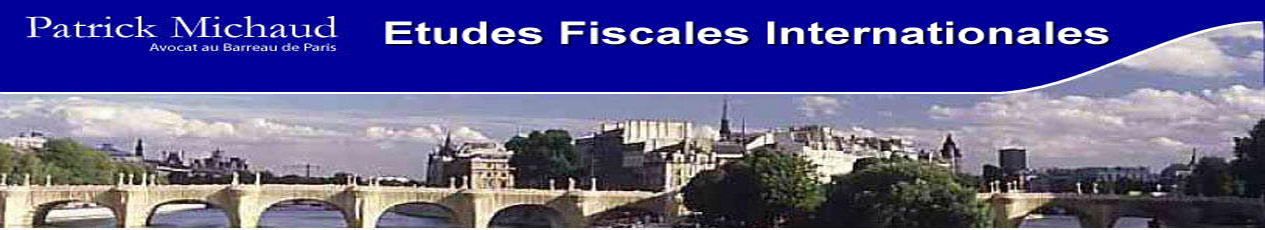 Patrick Michaud
Avocat au Barreau de Paris
Etudes Fiscales Internationales